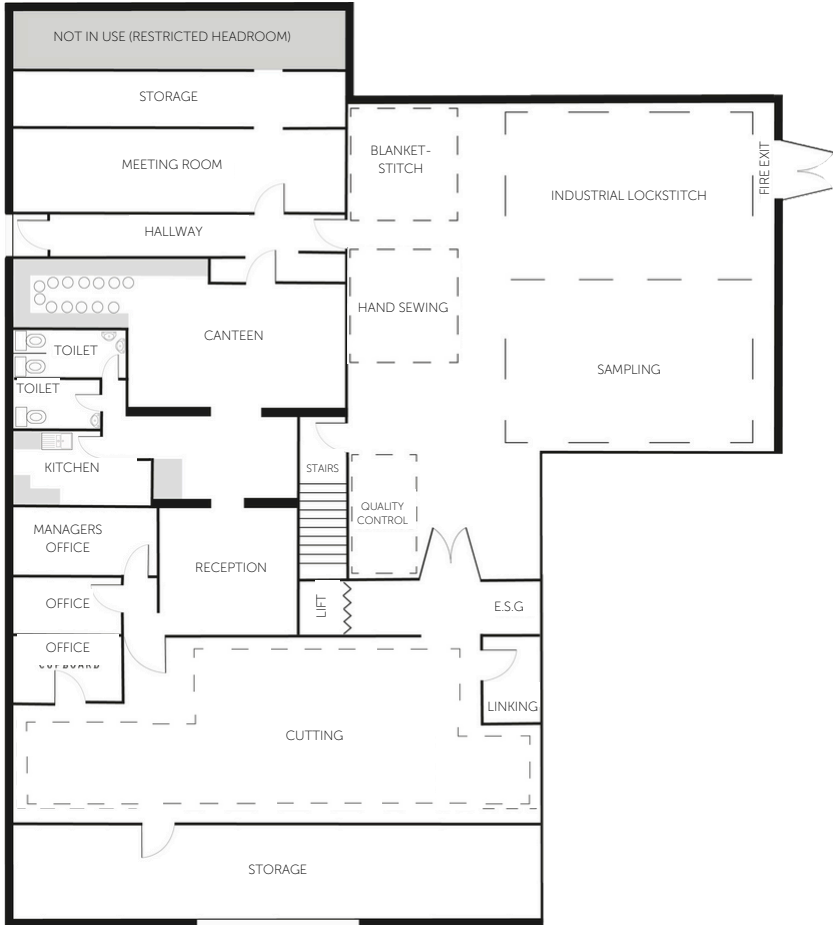 NOT IN USE (RESTRICTED HEADROOM)
STORAGE
MEETING ROOM
HALLWAY
BLANKET-
STITCH
INDUSTRIAL LOCKSTITCH
FIRE EXIT
HAND SEWING
CANTEEN
TOILET
TOILET
SAMPLING
KITCHEN
STAIRS
QUALITY
CONTROL
MANAGERS
OFFICE
RECEPTION
OFFICE
LIFT
E.S.G
OFFICE
CUPBOARD
LINKING
CUTTING
STORAGE